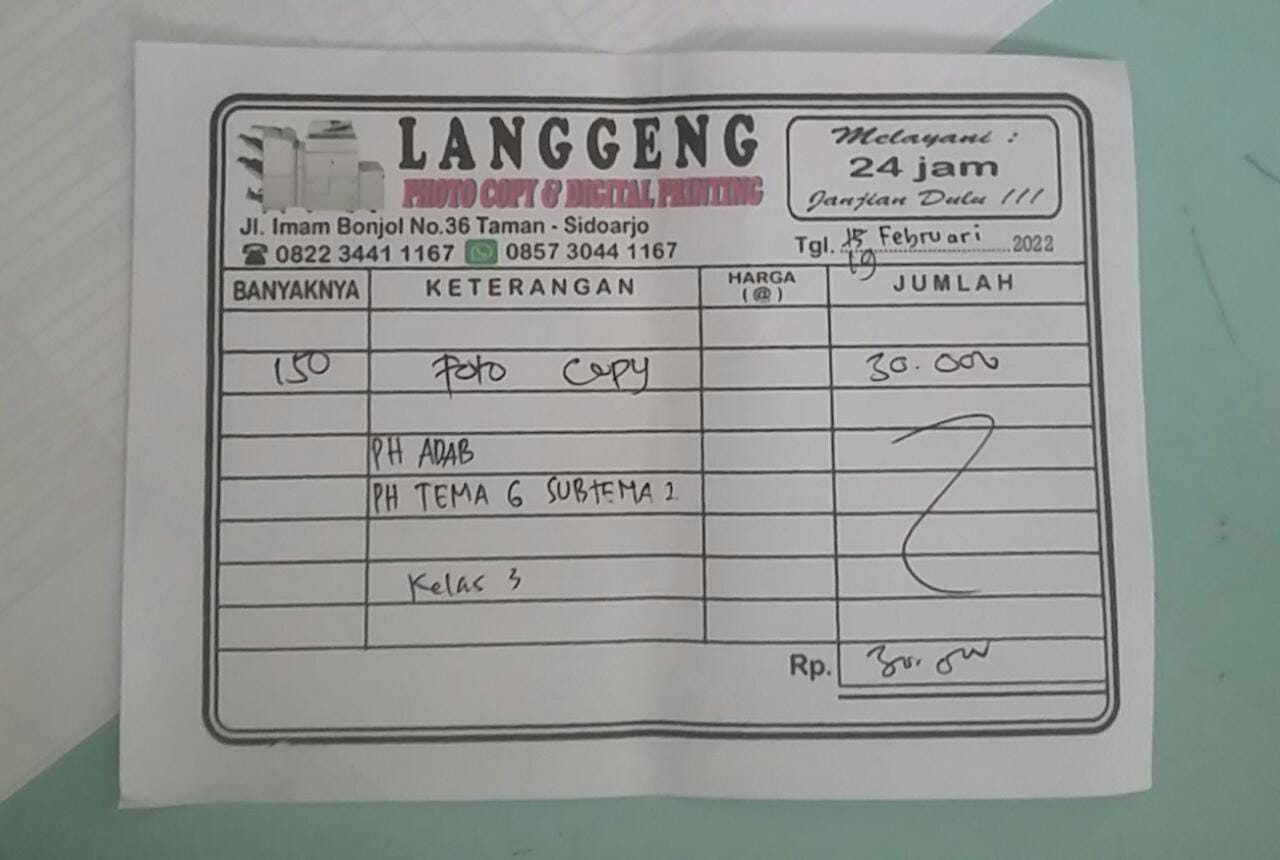 LANGGENG
PHOTO COPY & DIGITAL PRINTING
Melayani :
24 jam
Janjian Dulu !!!
Jl. Imam Bonjol No.36 Taman - Sidoarjo
0822 3441 1167 0857 3044 1167
Tgl. 15 Februari 2022
19
BANYAKNYA KETERANGAN HARGA (@) JUMLAH
150 Foto Copy 30.000
PH ADAB
PH TEMA 6 SUBTEMA 2
Kelas 3
Rp. 30.000